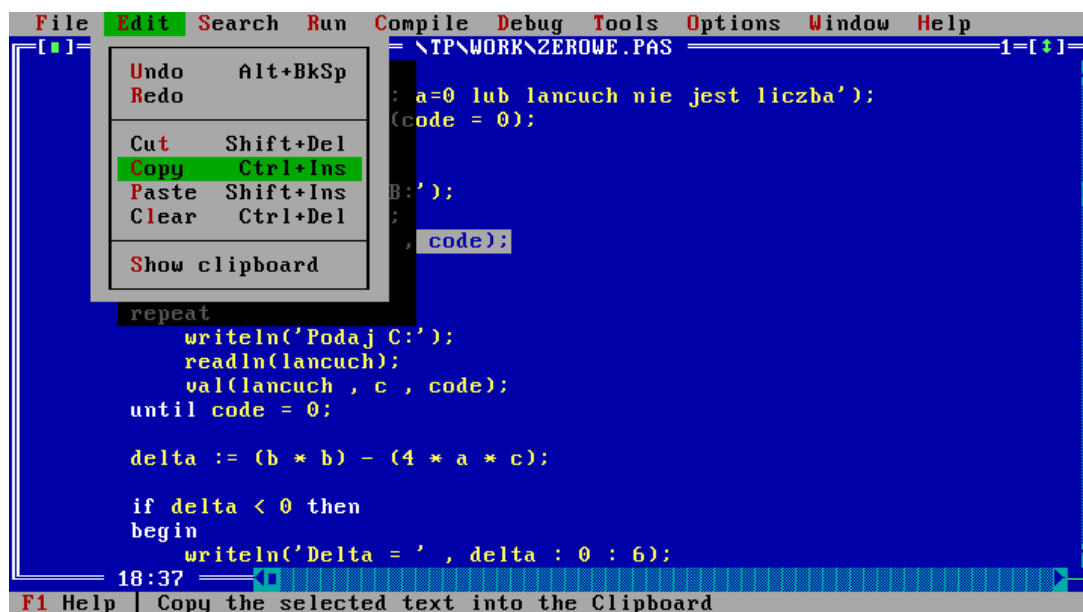 File Edit Search Run Compile Debug Tools Options Window Help
[■] \TP\WORK\ZEROWE.PAS 1=[↕]
Undo Alt+BkSp
Redo : a=0 lub lancuch nie jest liczba');
(code = 0);
Cut Shift+Del
Copy Ctrl+Ins
Paste Shift+Ins B:');
Clear Ctrl+Del ;
, code);
Show clipboard
repeat
writeln('Podaj C:');
readln(lancuch);
val(lancuch , c , code);
until code = 0;
delta := (b * b) - (4 * a * c);
if delta < 0 then
begin
writeln('Delta = ' , delta : 0 : 6);
18:37
F1 Help | Copy the selected text into the Clipboard